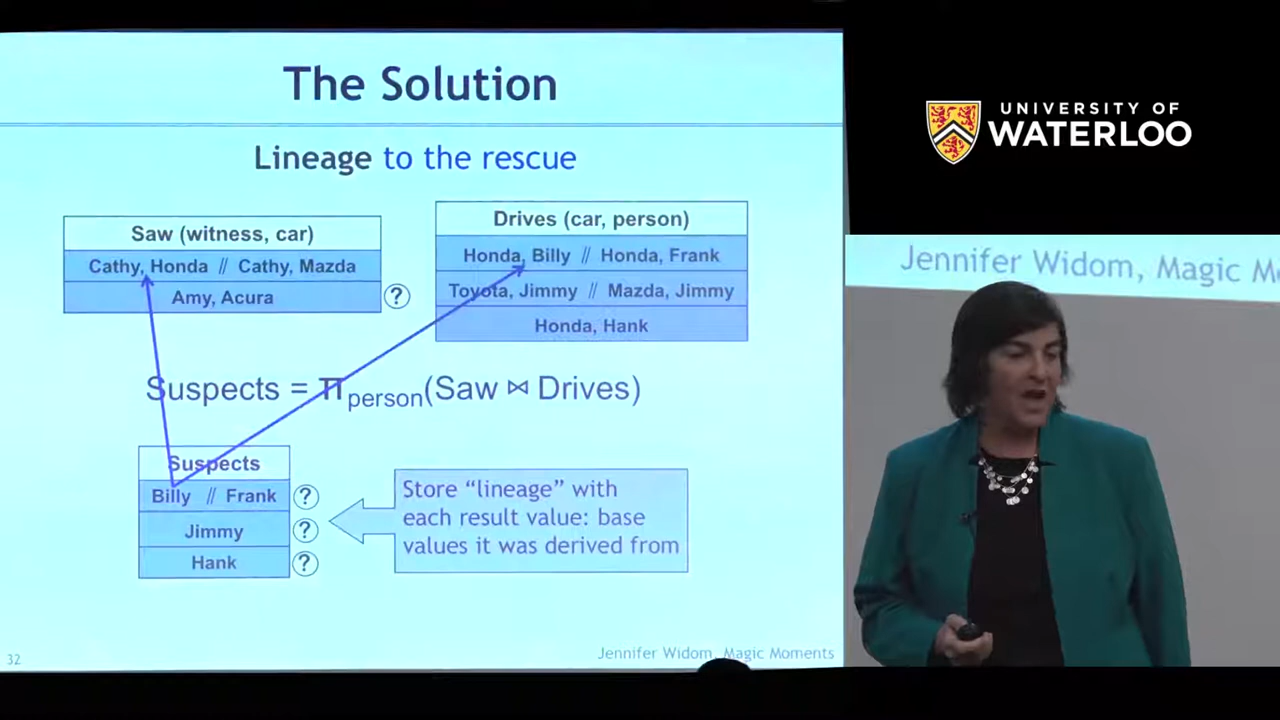 The Solution
Lineage to the rescue
Saw (witness, car)
Cathy, Honda // Cathy, Mazda
Amy, Acura
?
Drives (car, person)
Honda, Billy // Honda, Frank
Toyota, Jimmy // Mazda, Jimmy
Honda, Hank
Suspects = π person(Saw ⋈ Drives)
Suspects
Billy // Frank
?
Jimmy
?
Hank
?
Store “lineage” with
each result value: base
values it was derived from
32
Jennifer Widom, Magic Moments
UNIVERSITY OF
WATERLOO
Jennifer Widom, Magic M